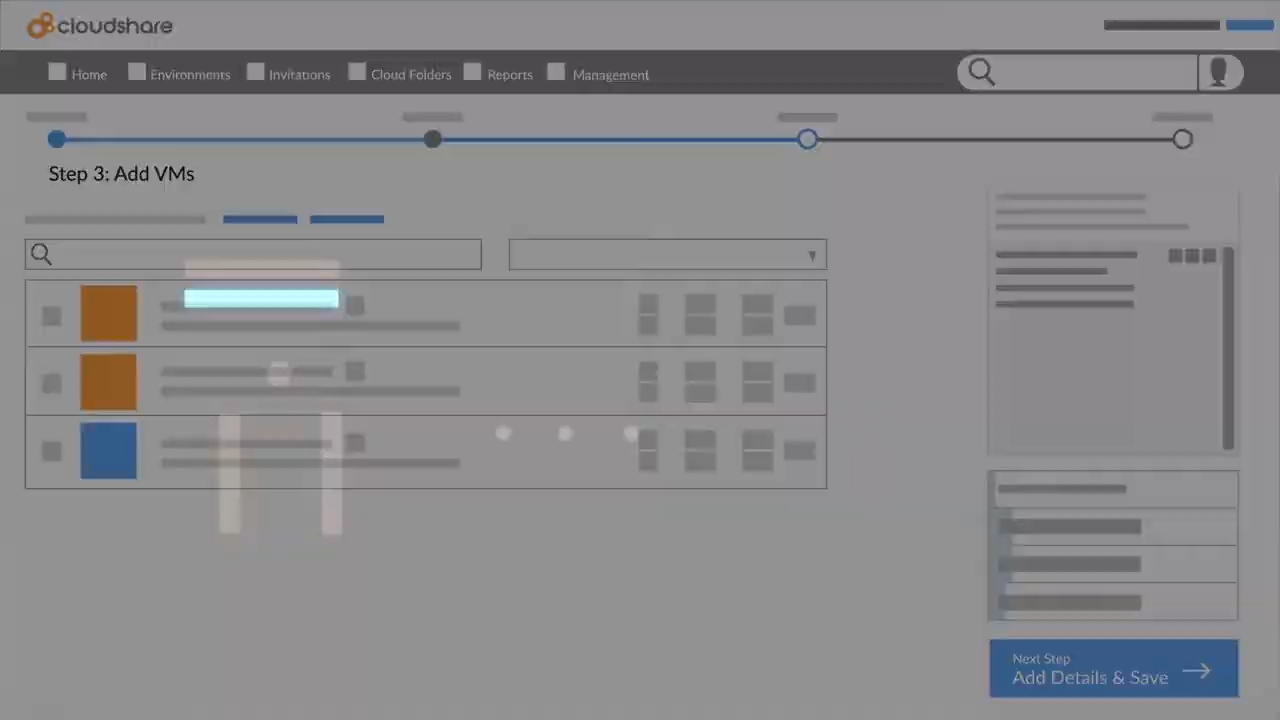 cloudshare
Home Environments Invitations Cloud Folders Reports Management
Step 3: Add VMs
Next Step
Add Details & Save